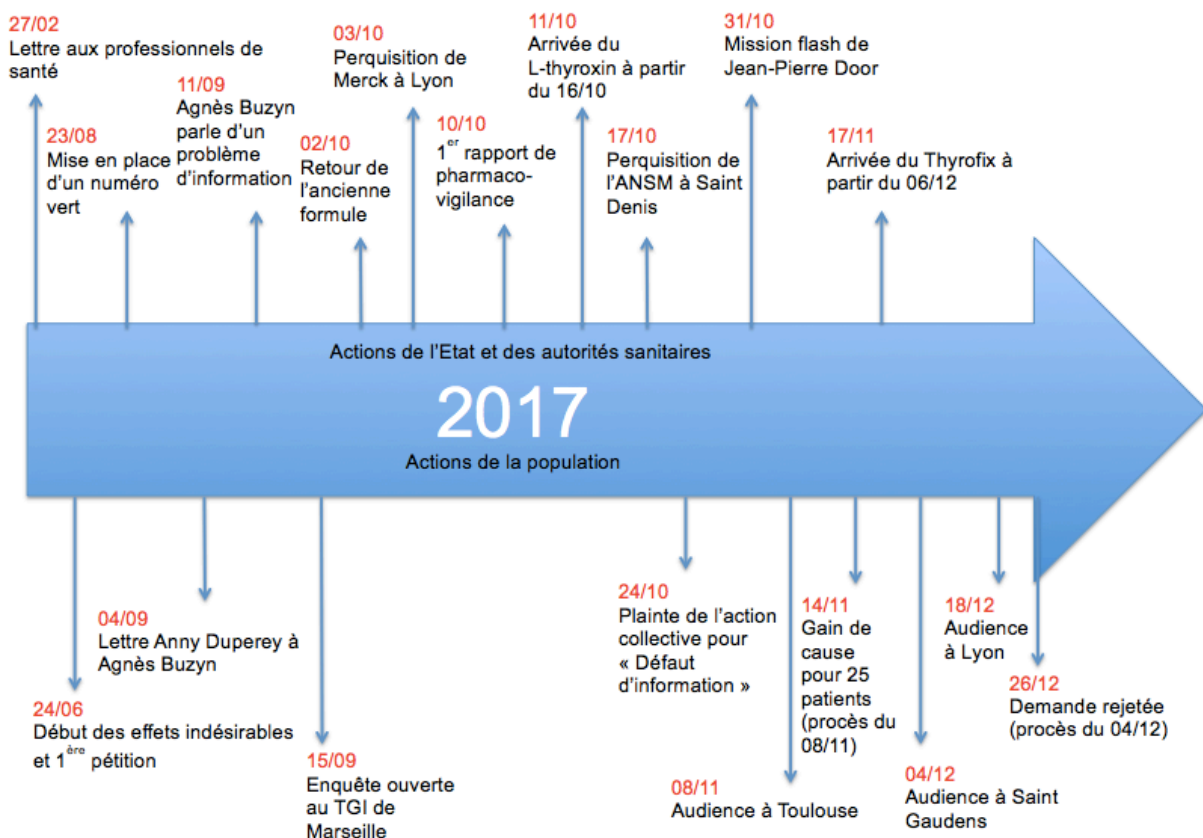 27/02
Lettre aux professionnels de
santé
23/08
Mise en place
d'un numéro
vert
11/09
Agnès Buzyn
parle d'un
problème
d'information
02/10
Retour de
l'ancienne
formule
03/10
Perquisition de
Merck à Lyon
10/10
1er rapport de
pharmaco-
vigilance
11/10
Arrivée du
L-thyroxin à partir
du 16/10
17/10
Perquisition de
l'ANSM à Saint
Denis
31/10
Mission flash de
Jean-Pierre Door
17/11
Arrivée du Thyrofix à
partir du 06/12
Actions de l'Etat et des autorités sanitaires
2017
Actions de la population
24/06
Début des effets indésirables
et 1ère pétition
04/09
Lettre Anny Duperey à
Agnès Buzyn
15/09
Enquête ouverte
au TGI de
Marseille
24/10
Plainte de l'action
collective pour
« Défaut
d'information »
08/11
Audience à Toulouse
14/11
Gain de
cause
pour 25
patients
(procès du
08/11)
04/12
Audience à Saint
Gaudens
18/12
Audience
à Lyon
26/12
Demande rejetée
(procès du 04/12)